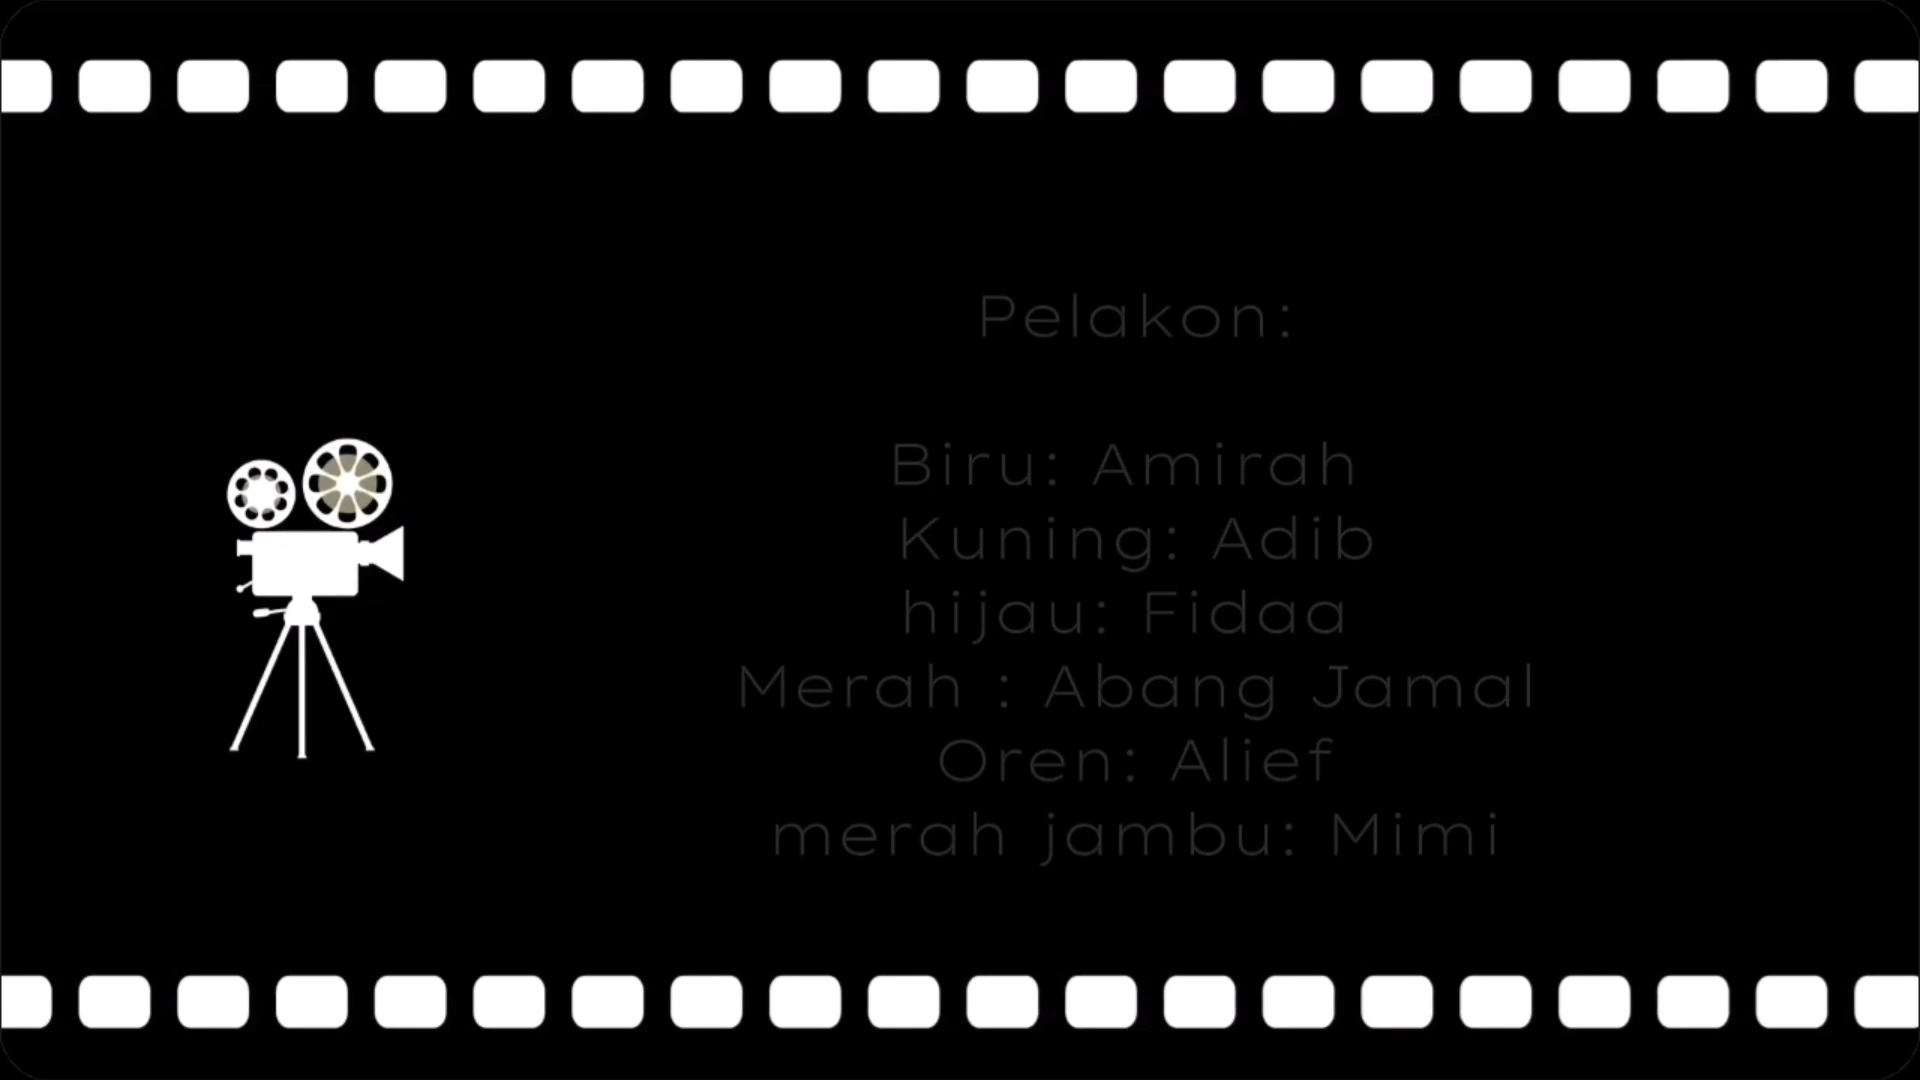 Pelakon:
Biru: Amirah
Kuning: Adib
hijau: Fidaa
Merah : Abang Jamal
Oren: Alief
merah jambu: Mimi